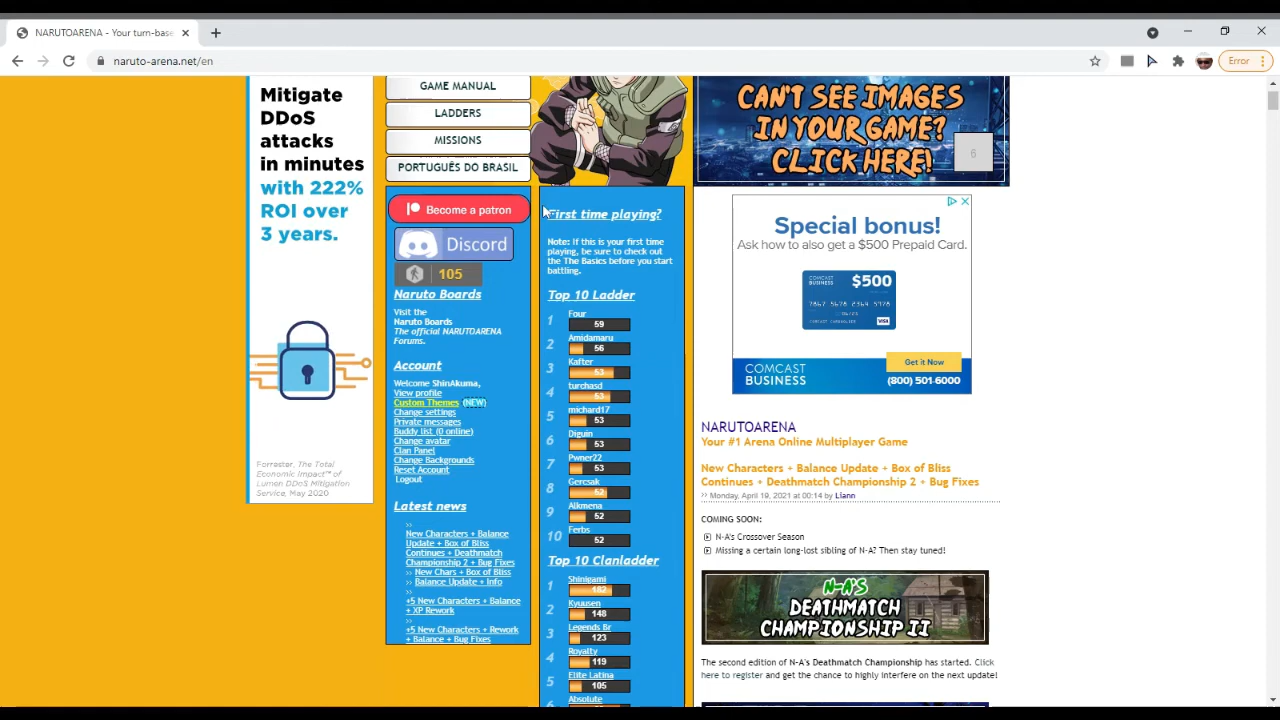 NARUTOARENA - Your turn-base
naruto-arena.net/en
Error
Mitigate
DDoS
attacks
in minutes
with 222%
ROI over
3 years.
Forrester, The Total
Economic Impact™ of
Lumen DDoS Mitigation
Service, May 2020
GAME MANUAL
LADDERS
MISSIONS
PORTUGUÊS DO BRASIL
Become a patron
Discord
105
Naruto Boards
Visit the
Naruto Boards
The official NARUTOARENA
Forums.
Account
Welcome ShinAkuma,
View profile
Custom Themes (NEW)
Change settings
Private messages
Buddy list (0 online)
Change avatar
Clan Panel
Change Backgrounds
Reset Account
Logout
Latest news
>>
New Characters + Balance
Update + Box of Bliss
Continues + Deathmatch
Championship 2 + Bug Fixes
>> New Chars + Box of Bliss
>> Balance Update + Info
>>
+5 New Characters + Balance
+ XP Rework
>>
+5 New Characters + Rework
+ Balance + Bug Fixes
First time playing?
Note: If this is your first time
playing, be sure to check out
the The Basics before you start
battling.
Top 10 Ladder
1 Four 59
2 Amidamaru 56
3 Kafter 53
4 turchasd 53
5 michard17 53
6 Diguin 53
7 Pwner22 53
8 Gercsak 52
9 Alkmena 52
10 Ferbs 52
Top 10 Clanladder
1 Shinigami 182
2 Kyuusen 148
3 Legends Br 123
4 Royalty 119
5 Elite Latina 105
Absolute
CAN'T SEE IMAGES
IN YOUR GAME?
CLICK HERE!
6
Special bonus!
Ask how to also get a $500 Prepaid Card.
$500
COMCAST
BUSINESS
Get it Now
(800) 501-6000
NARUTOARENA
Your #1 Arena Online Multiplayer Game
New Characters + Balance Update + Box of Bliss
Continues + Deathmatch Championship 2 + Bug Fixes
>> Monday, April 19, 2021 at 00:14 by Llann
COMING SOON:
N-A's Crossover Season
Missing a certain long-lost sibling of N-A? Then stay tuned!
N-A'S
DEATHMATCH
CHAMPIONSHIP II
The second edition of N-A's Deathmatch Championship has started. Click
here to register and get the chance to highly interfere on the next update!